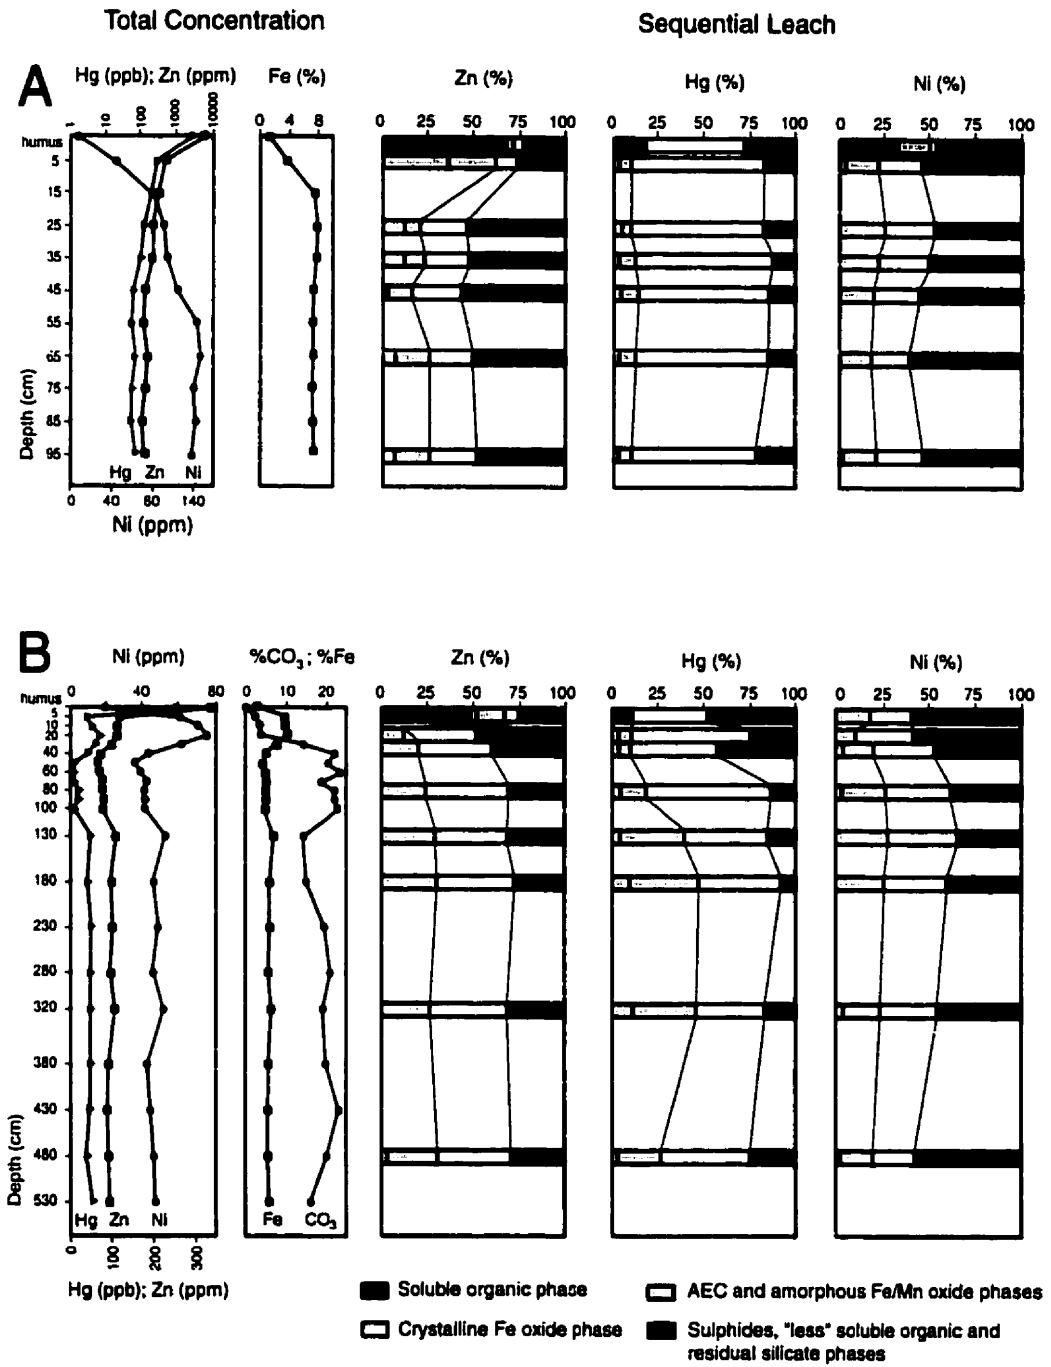 Total Concentration
Sequential Leach
A
Hg (ppb); Zn (ppm)
Fe (%)
Zn (%)
Hg (%)
Ni (%)
1 10 100 1000 10000
0 4 8
0 25 50 75 100
0 25 50 75 100
0 25 50 75 100
humus
5
15
25
35
45
55
65
75
85
95
Depth (cm)
Hg Zn Ni
0 40 80 140
Ni (ppm)
B
Ni (ppm)
%CO3; %Fe
Zn (%)
Hg (%)
Ni (%)
0 40 80
0 10 20
0 25 50 75 100
0 25 50 75 100
0 25 50 75 100
humus
5
10
20
40
60
80
100
130
180
230
280
320
380
430
480
530
Depth (cm)
Hg Zn Ni
Fe CO3
0 100 200 300
Hg (ppb); Zn (ppm)
Soluble organic phase
AEC and amorphous Fe/Mn oxide phases
Crystalline Fe oxide phase
Sulphides, "less" soluble organic and
residual silicate phases